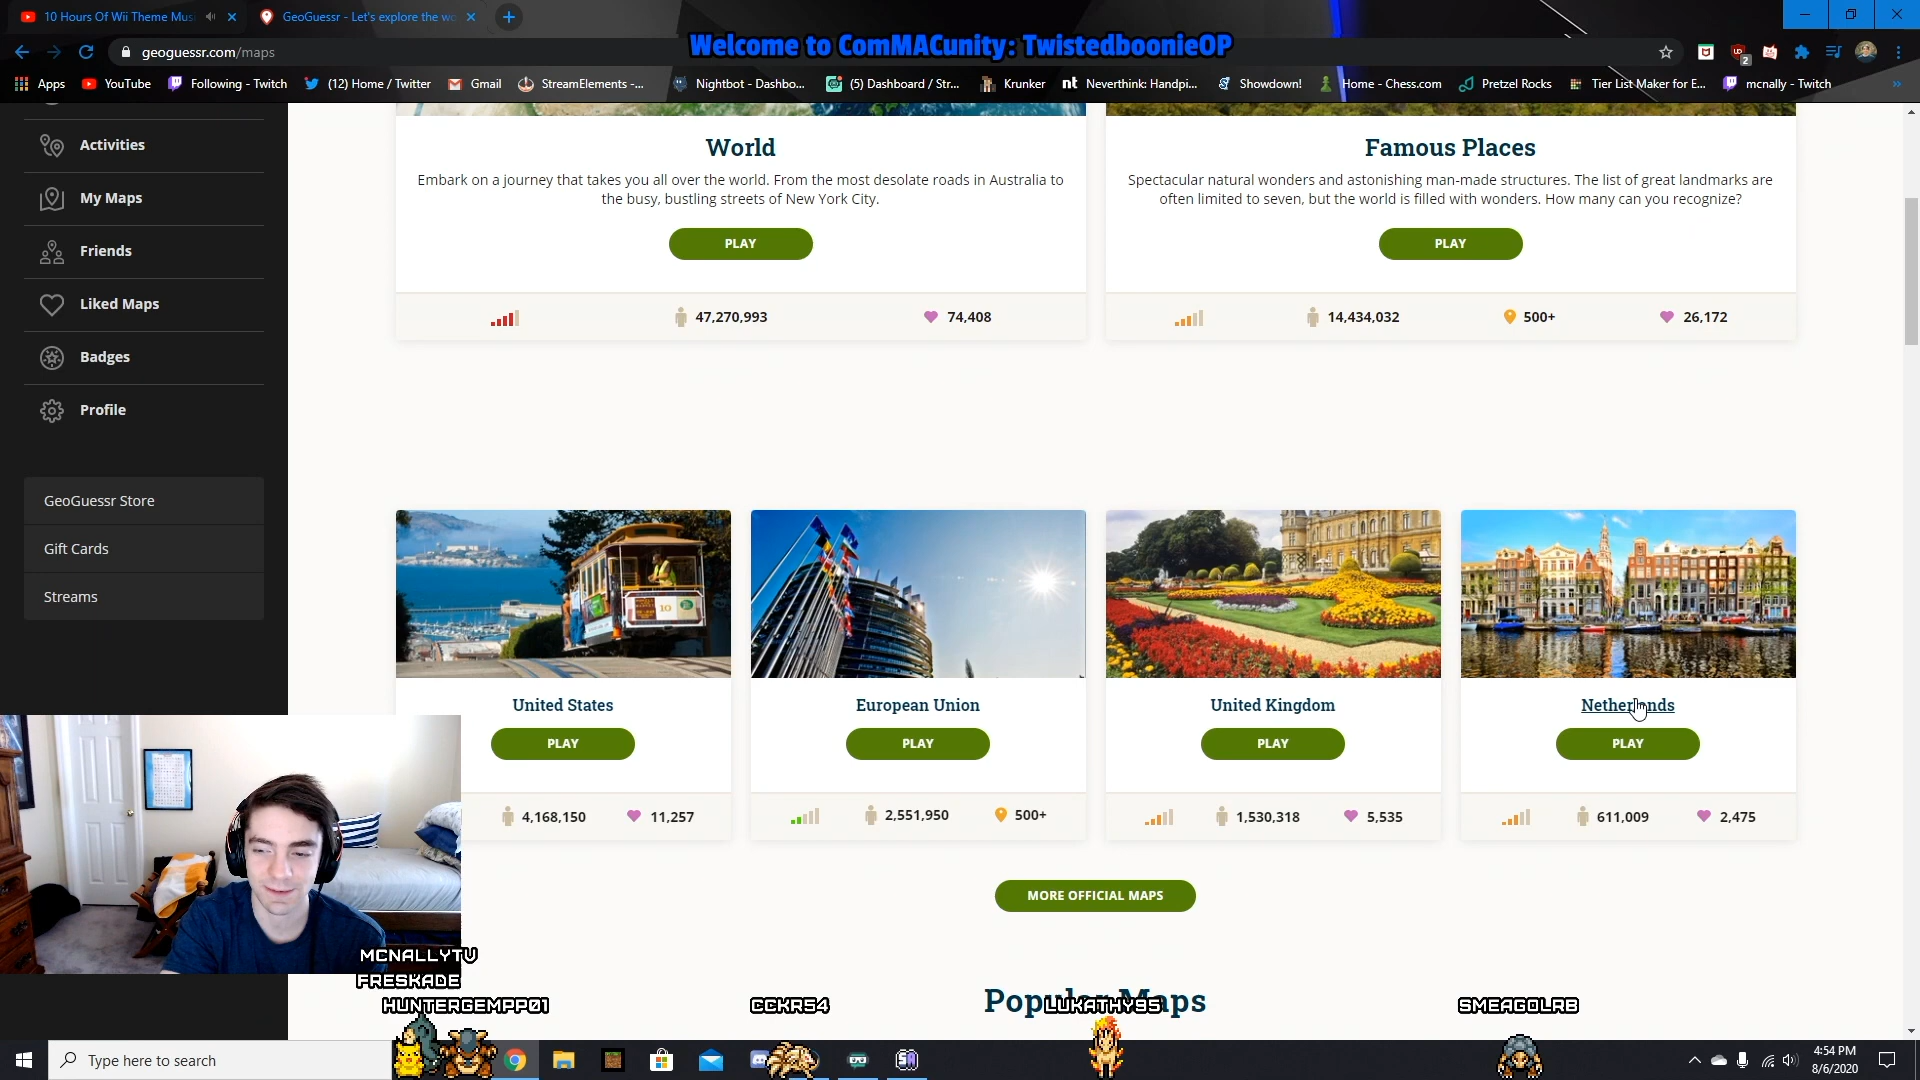 10 Hours Of Wii Theme Mus
GeoGuessr - Let's explore the wo
geoguessr.com/maps
Welcome to ComMACunity: TwistedboonieOP
Apps
YouTube
Following - Twitch
(12) Home / Twitter
Gmail
StreamElements -...
Nightbot - Dashbo...
(5) Dashboard / Str...
Krunker
Neverthink: Handpi...
Showdown!
Home - Chess.com
Pretzel Rocks
Tier List Maker for E...
mcnally - Twitch
Activities
My Maps
Friends
Liked Maps
Badges
Profile
GeoGuessr Store
Gift Cards
Streams
World
Embark on a journey that takes you all over the world. From the most desolate roads in Australia to
the busy, bustling streets of New York City.
PLAY
47,270,993
74,408
Famous Places
Spectacular natural wonders and astonishing man-made structures. The list of great landmarks are
often limited to seven, but the world is filled with wonders. How many can you recognize?
PLAY
14,434,032
500+
26,172
United States
PLAY
4,168,150
11,257
European Union
PLAY
2,551,950
500+
United Kingdom
PLAY
1,530,318
5,535
Netherlands
PLAY
611,009
2,475
MORE OFFICIAL MAPS
Popular Maps
MCNALLYTV
FRESKADE
HUNTERGEMPP01
CCKR54
LUKATHY95
SMEAGOLRB
Type here to search
4:54 PM
8/6/2020